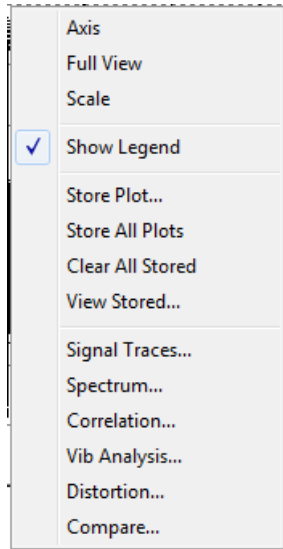 Axis
Full View
Scale
Show Legend
Store Plot...
Store All Plots
Clear All Stored
View Stored...
Signal Traces...
Spectrum...
Correlation...
Vib Analysis...
Distortion...
Compare...